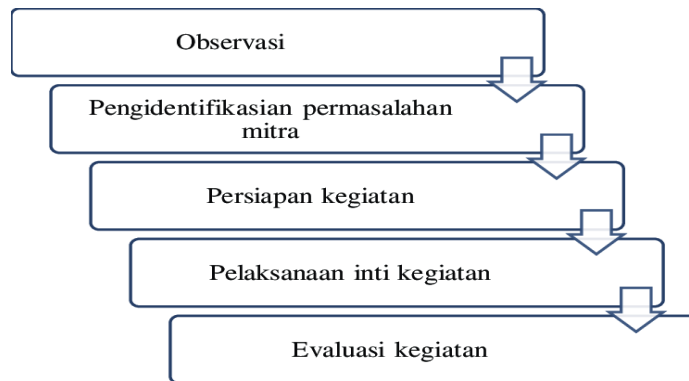 Observasi
Pengidentifikasian permasalahan
mitra
Persiapan kegiatan
Pelaksanaan inti kegiatan
Evaluasi kegiatan